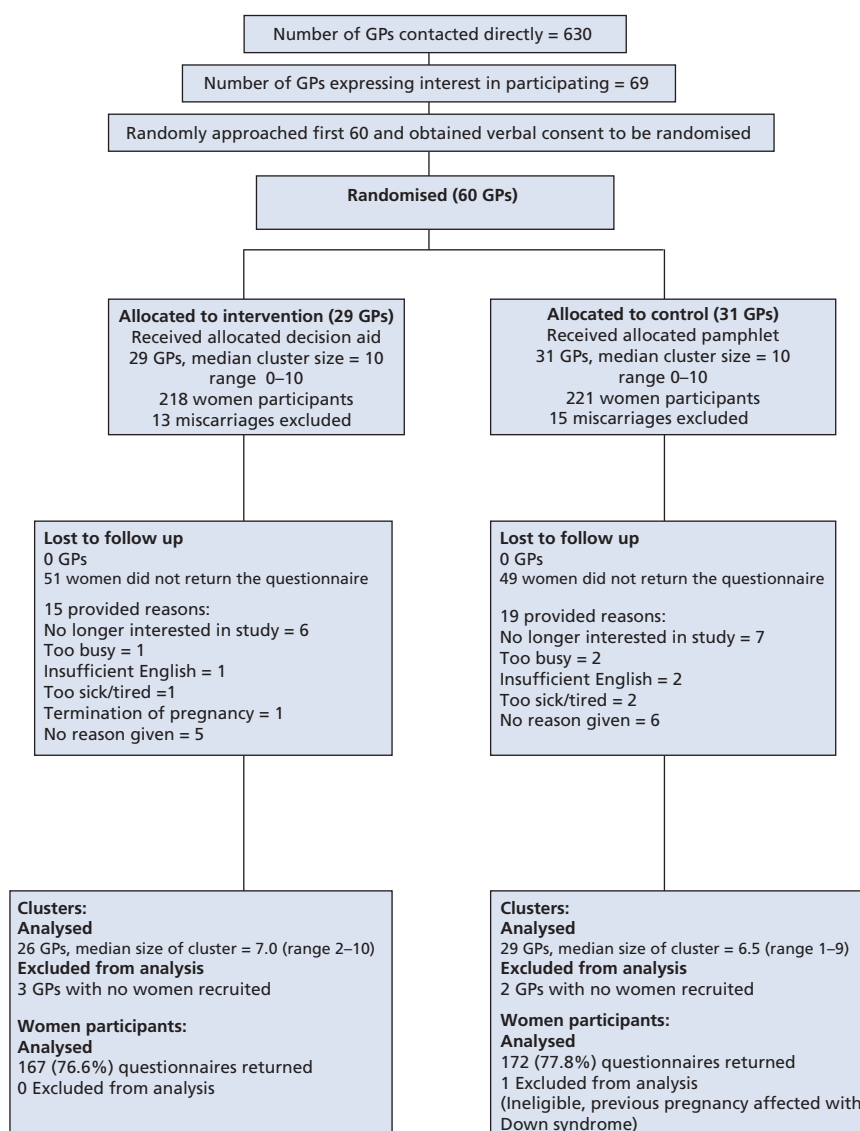 Number of GPs contacted directly = 630
Number of GPs expressing interest in participating = 69
Randomly approached first 60 and obtained verbal consent to be randomised
Randomised (60 GPs)
Allocated to intervention (29 GPs)
Received allocated decision aid
29 GPs, median cluster size = 10
range 0–10
218 women participants
13 miscarriages excluded
Allocated to control (31 GPs)
Received allocated pamphlet
31 GPs, median cluster size = 10
range 0–10
221 women participants
15 miscarriages excluded
Lost to follow up
0 GPs
51 women did not return the questionnaire
15 provided reasons:
No longer interested in study = 6
Too busy = 1
Insufficient English = 1
Too sick/tired =1
Termination of pregnancy = 1
No reason given = 5
Lost to follow up
0 GPs
49 women did not return the questionnaire
19 provided reasons:
No longer interested in study = 7
Too busy = 2
Insufficient English = 2
Too sick/tired = 2
No reason given = 6
Clusters:
Analysed
26 GPs, median size of cluster = 7.0 (range 2–10)
Excluded from analysis
3 GPs with no women recruited
Women participants:
Analysed
167 (76.6%) questionnaires returned
0 Excluded from analysis
Clusters:
Analysed
29 GPs, median size of cluster = 6.5 (range 1–9)
Excluded from analysis
2 GPs with no women recruited
Women participants:
Analysed
172 (77.8%) questionnaires returned
1 Excluded from analysis
(Ineligible, previous pregnancy affected with
Down syndrome)